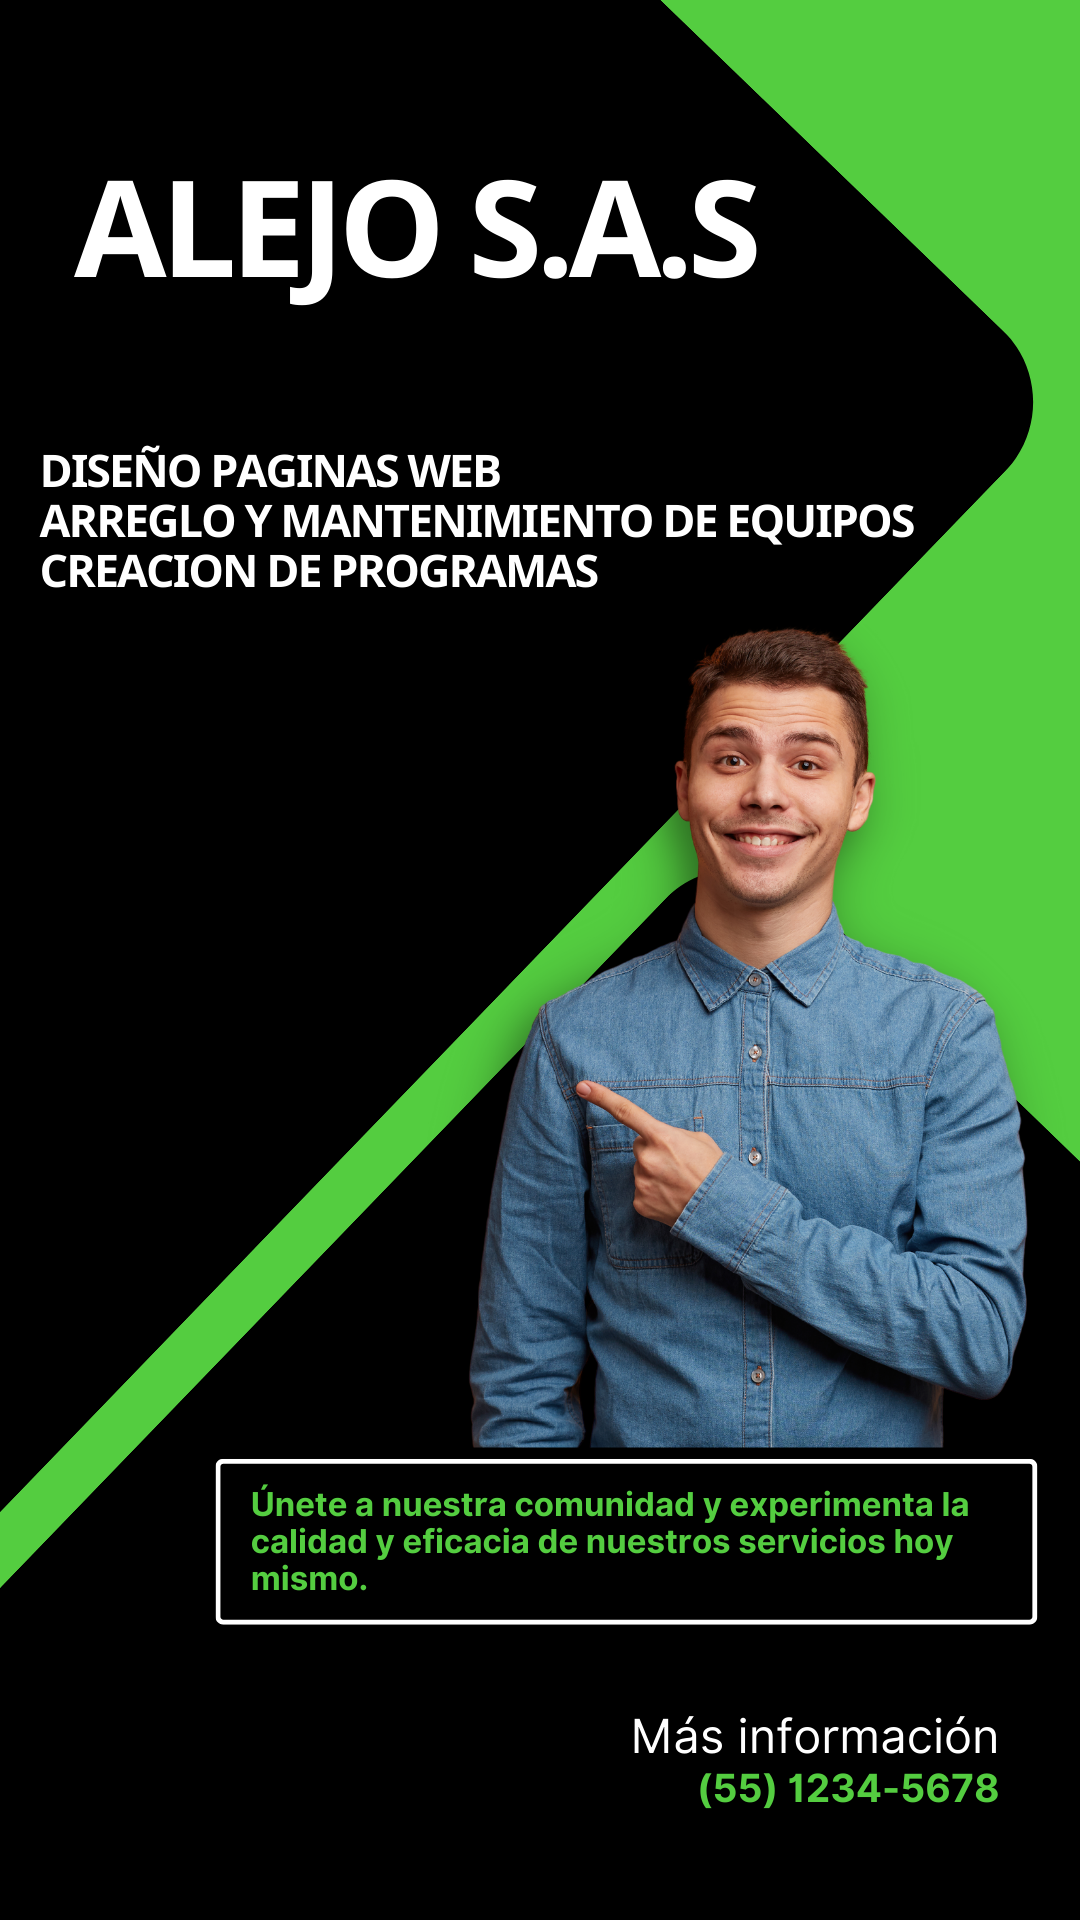 ALEJO S.A.S
DISEÑO PAGINAS WEB
ARREGLO Y MANTENIMIENTO DE EQUIPOS
CREACION DE PROGRAMAS
Únete a nuestra comunidad y experimenta la
calidad y eficacia de nuestros servicios hoy
mismo.
Más información
(55) 1234-5678